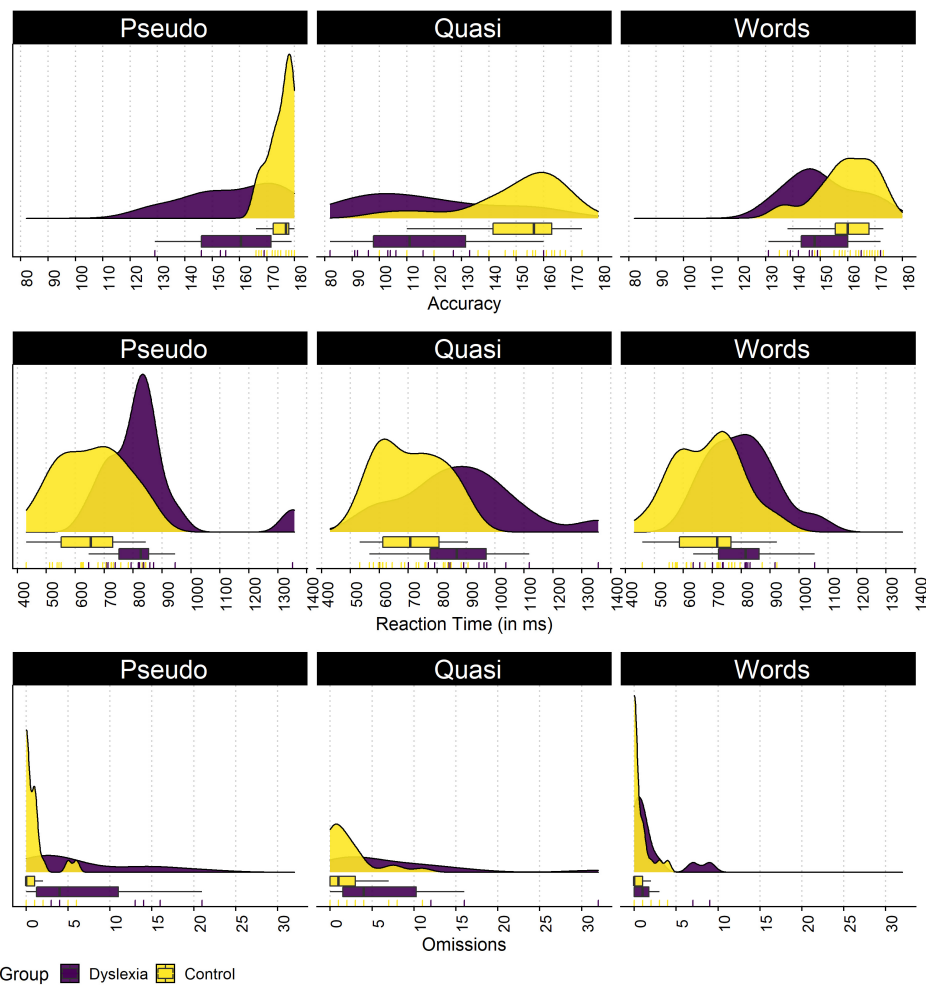 Pseudo Quasi Words
80 90 100 110 120 130 140 150 160 170 180 80 90 100 110 120 130 140 150 160 170 180 80 90 100 110 120 130 140 150 160 170 180
Accuracy
Pseudo Quasi Words
400 500 600 700 800 900 1000 1100 1200 1300 1400 400 500 600 700 800 900 1000 1100 1200 1300 1400 400 500 600 700 800 900 1000 1100 1200 1300 1400
Reaction Time (in ms)
Pseudo Quasi Words
0 5 10 15 20 25 30 0 5 10 15 20 25 30 0 5 10 15 20 25 30
Omissions
Group Dyslexia Control